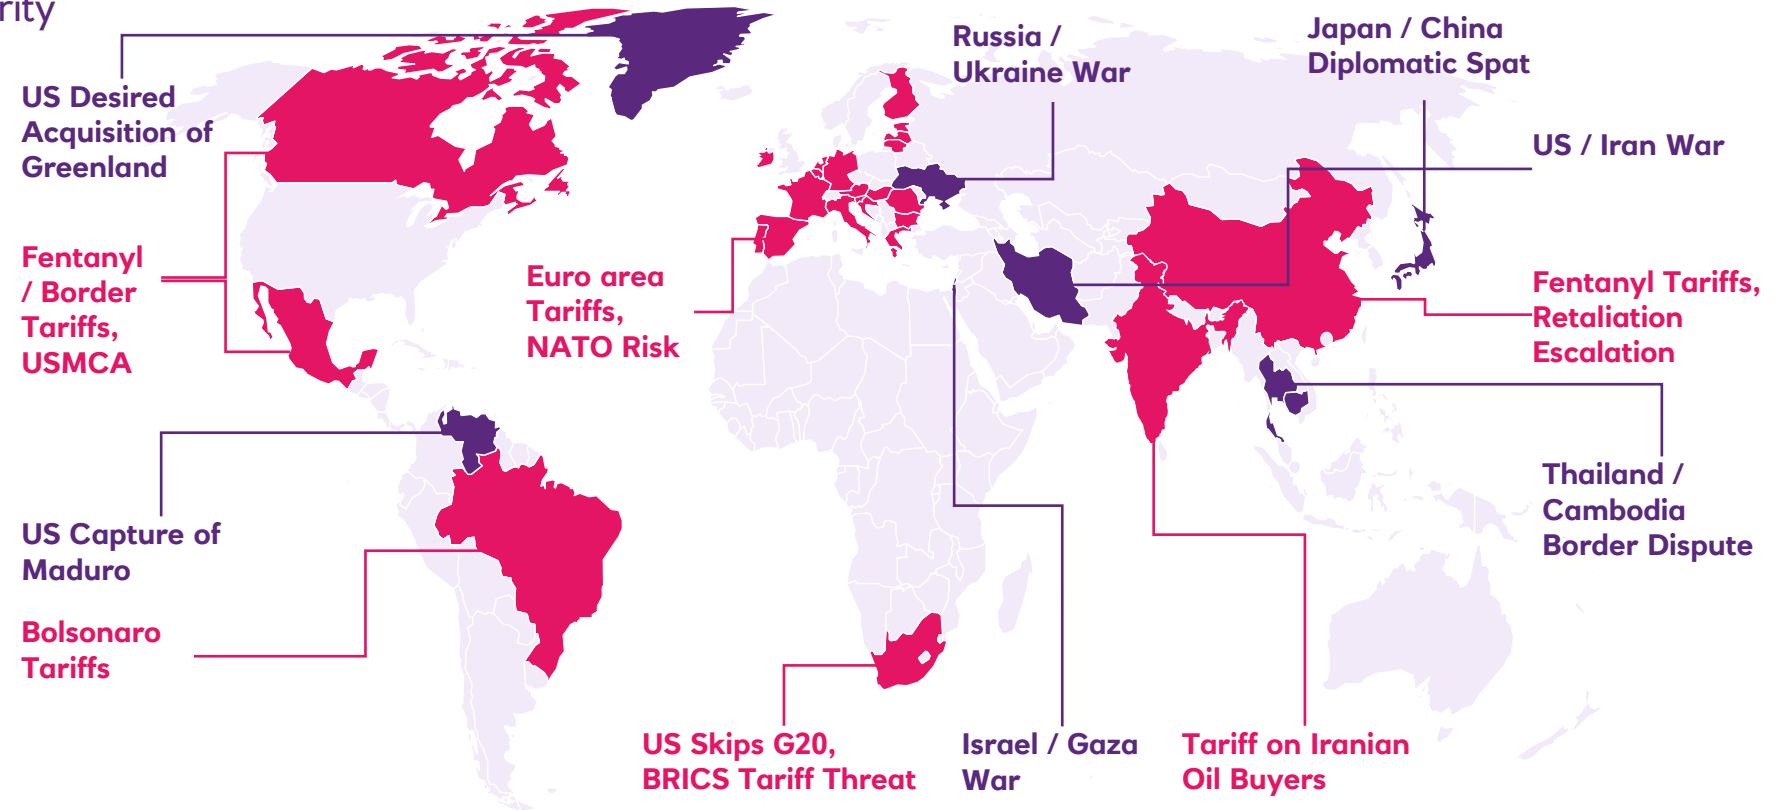 US Desired
Acquisition of
Greenland
Fentanyl
/ Border
Tariffs,
USMCA
US Capture of
Maduro
Bolsonaro
Tariffs
Euro area
Tariffs,
NATO Risk
Russia /
Ukraine War
Japan / China
Diplomatic Spat
US / Iran War
Fentanyl Tariffs,
Retaliation
Escalation
Thailand /
Cambodia
Border Dispute
US Skips G20,
BRICS Tariff Threat
Israel / Gaza
War
Tariff on Iranian
Oil Buyers